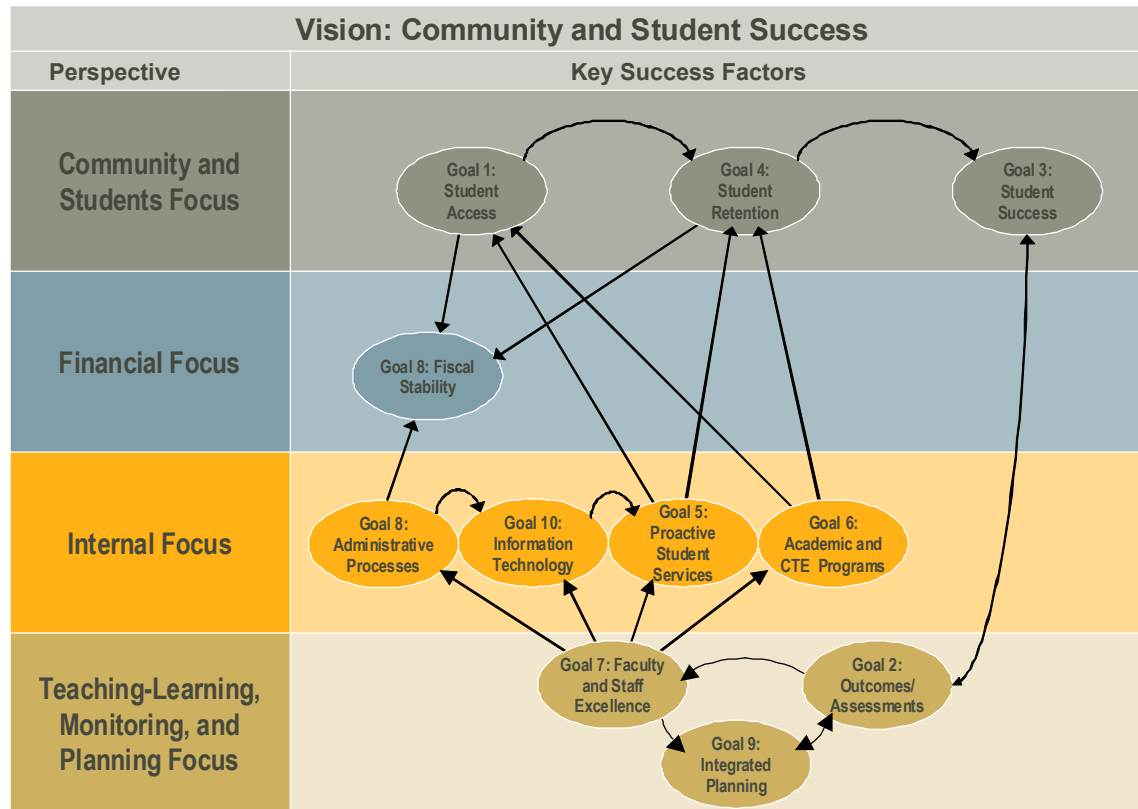 Vision: Community and Student Success
Perspective
Key Success Factors
Community and
Students Focus
Goal 1:
Student
Access
Goal 4:
Student
Retention
Goal 3:
Student
Success
Financial Focus
Goal 8: Fiscal
Stability
Internal Focus
Goal 8:
Administrative
Processes
Goal 10:
Information
Technology
Goal 5:
Proactive
Student
Services
Goal 6:
Academic and
CTE Programs
Teaching-Learning,
Monitoring, and
Planning Focus
Goal 7: Faculty
and Staff
Excellence
Goal 2:
Outcomes/
Assessments
Goal 9:
Integrated
Planning